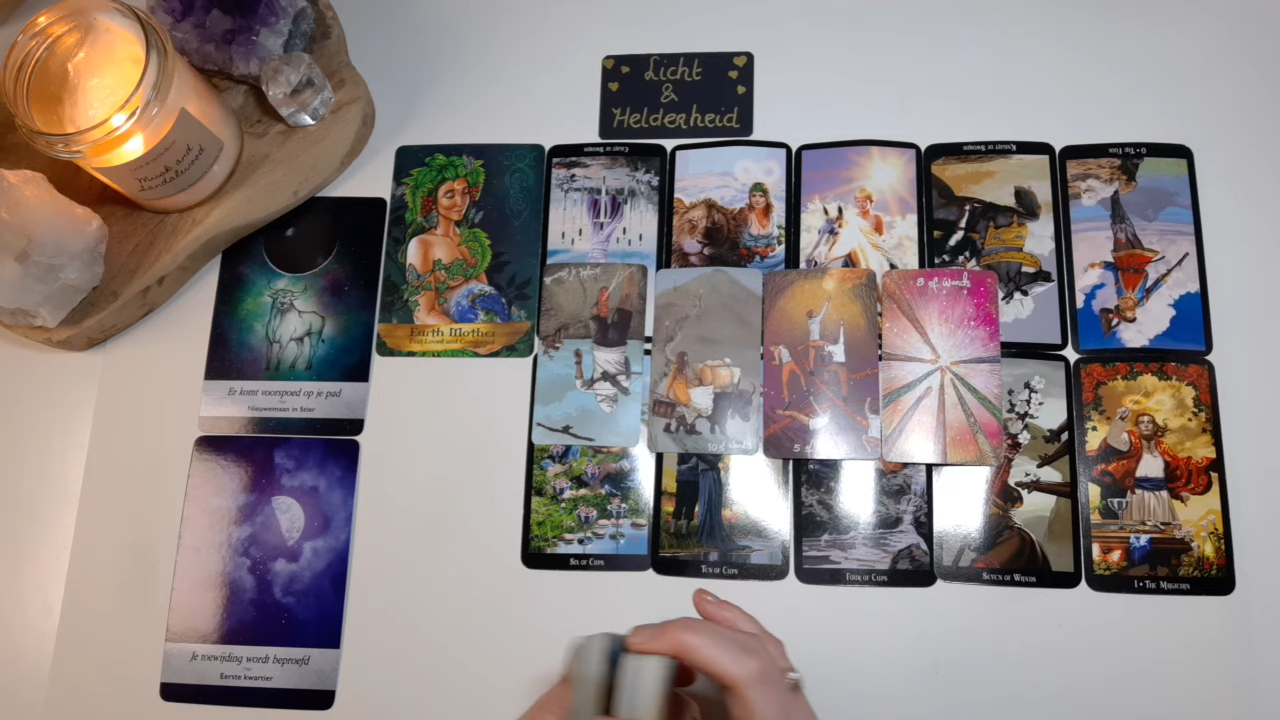 Licht
&
Helderheid
Musk and
Sandalwood
Er komt voorspoed op je pad
Nieuwemaan in Stier
Je toewijding wordt beproefd
Eerste kwartier
Earth Mother
Feel Loved and Comforted
Knight of Swords
0 • The Fool
10 of Wands
5 of
8 of Wands
Six of Cups
Ten of Cups
Four of Cups
Seven of Wands
I • The Magician